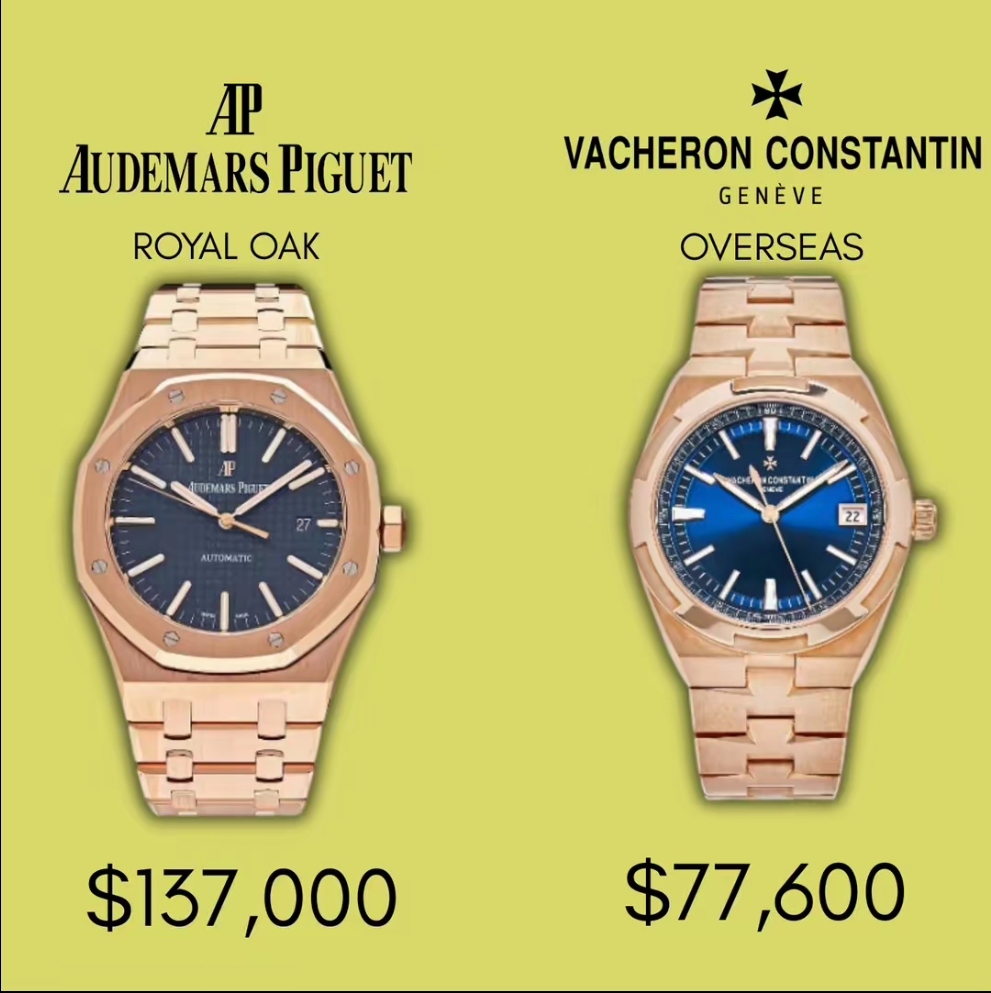 AP
AUDEMARS PIGUET
ROYAL OAK
AP
AUDEMARS PIGUET
27
AUTOMATIC
$137,000
VACHERON CONSTANTIN
GENÈVE
OVERSEAS
VACHERON CONSTANTIN
GENEVE
22
$77,600